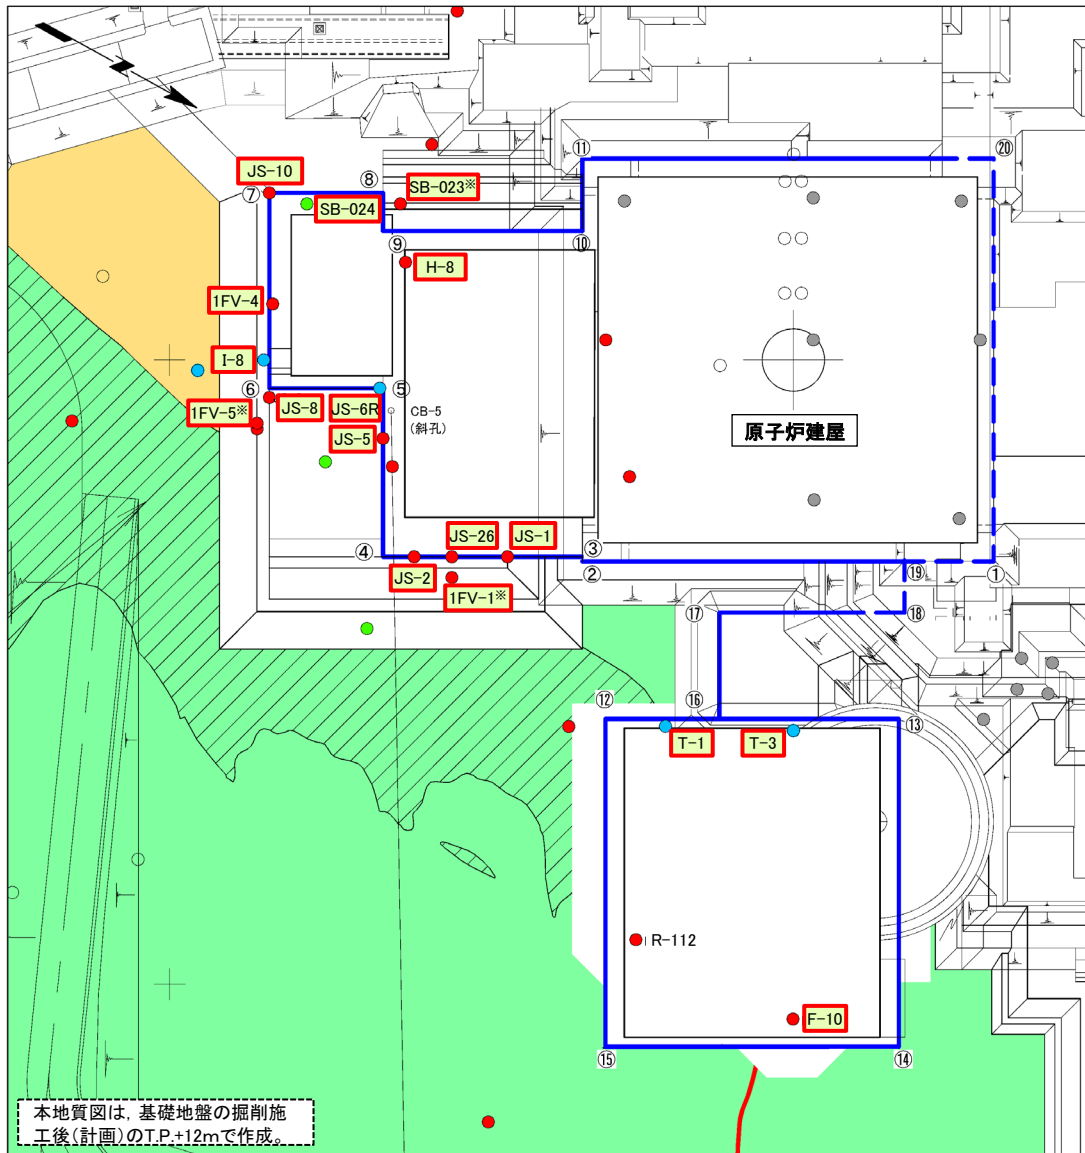 ⑪
⑳
JS-10
⑧
SB-023※
⑦
SB-024
⑨
⑩
H-8
1FV-4
I-8
⑥
⑤
JS-8
JS-6R
1FV-5※
CB-5
(斜孔)
JS-5
原子炉建屋
JS-26
JS-1
④
③
JS-2
②
⑲
①
1FV-1※
⑰
⑱
⑫
⑯
⑬
T-1
T-3
R-112
F-10
⑮
⑭
本地質図は，基礎地盤の掘削施
工後(計画)のT.P.+12mで作成。